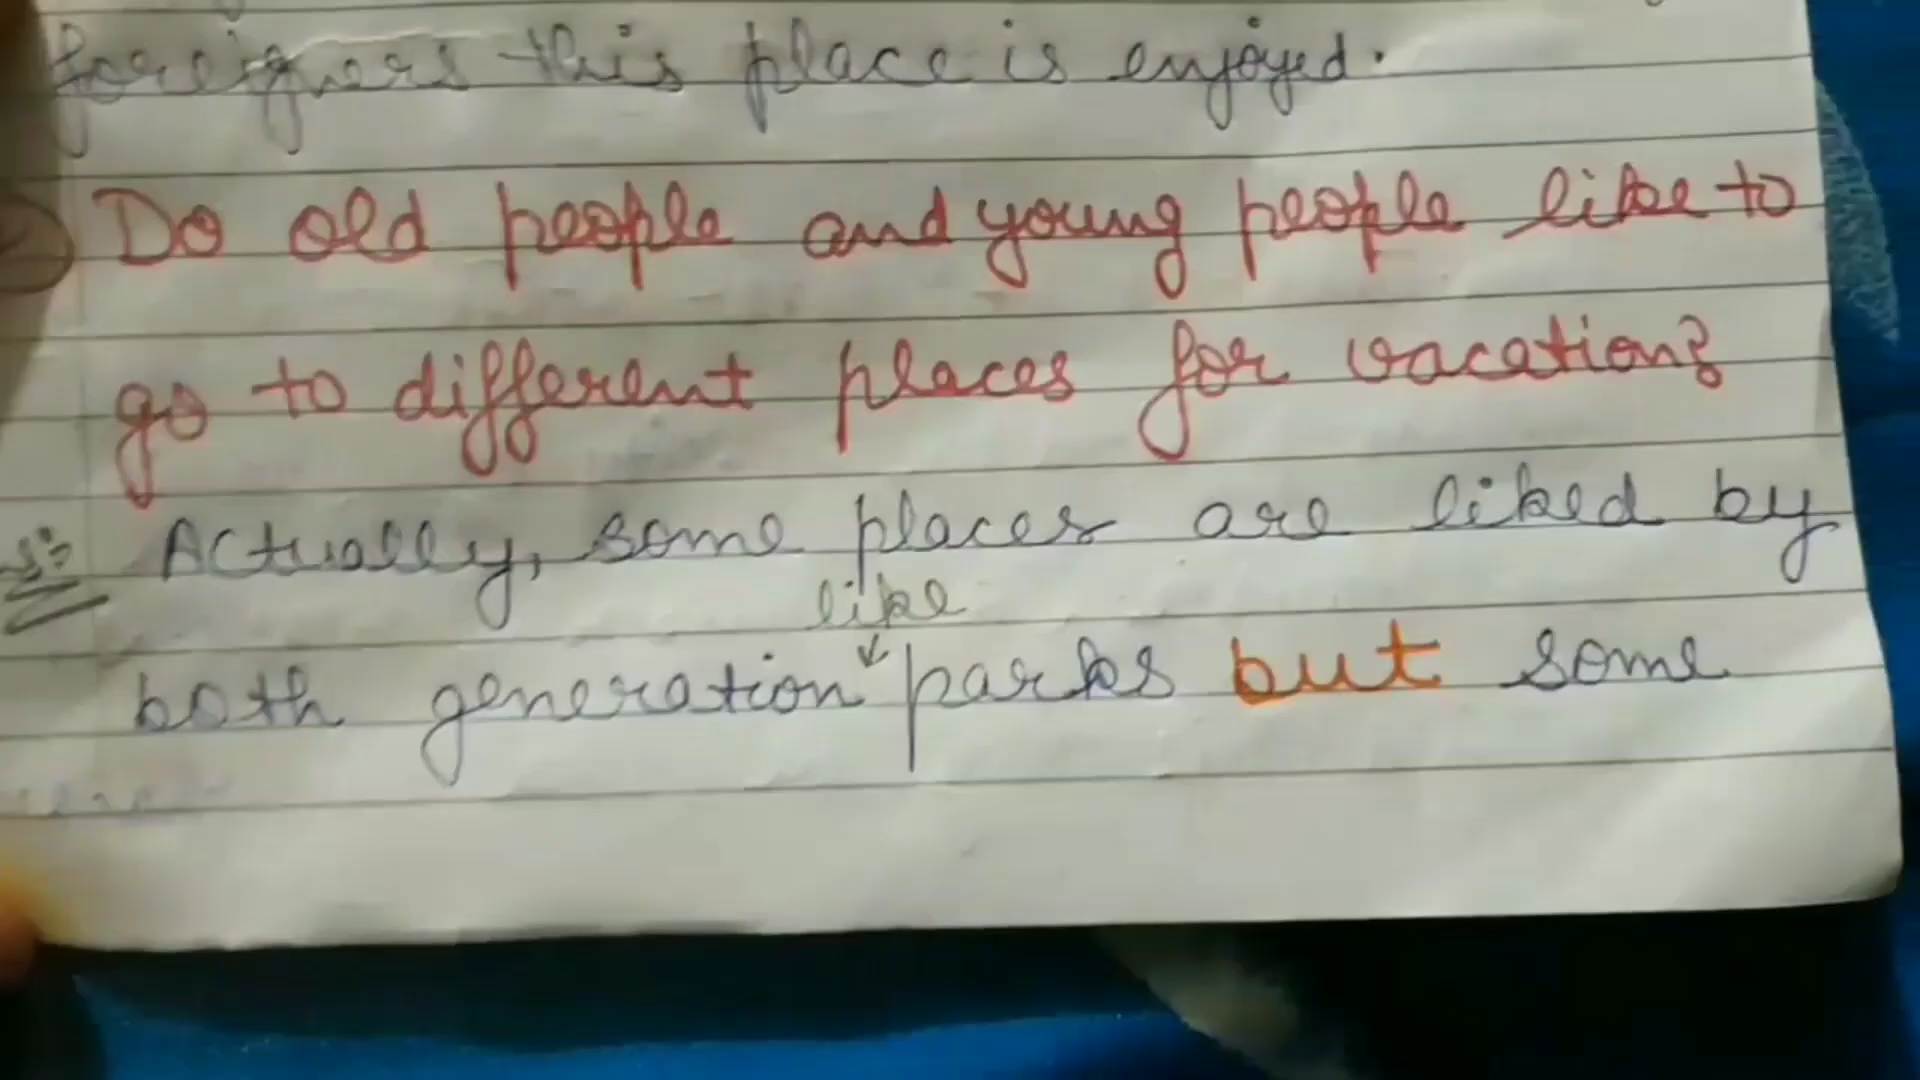 foreigners this place is enjoyed.
Do old people and young people like to
go to different places for vacation?
Actually, some places are liked by
like
both generation parks but some